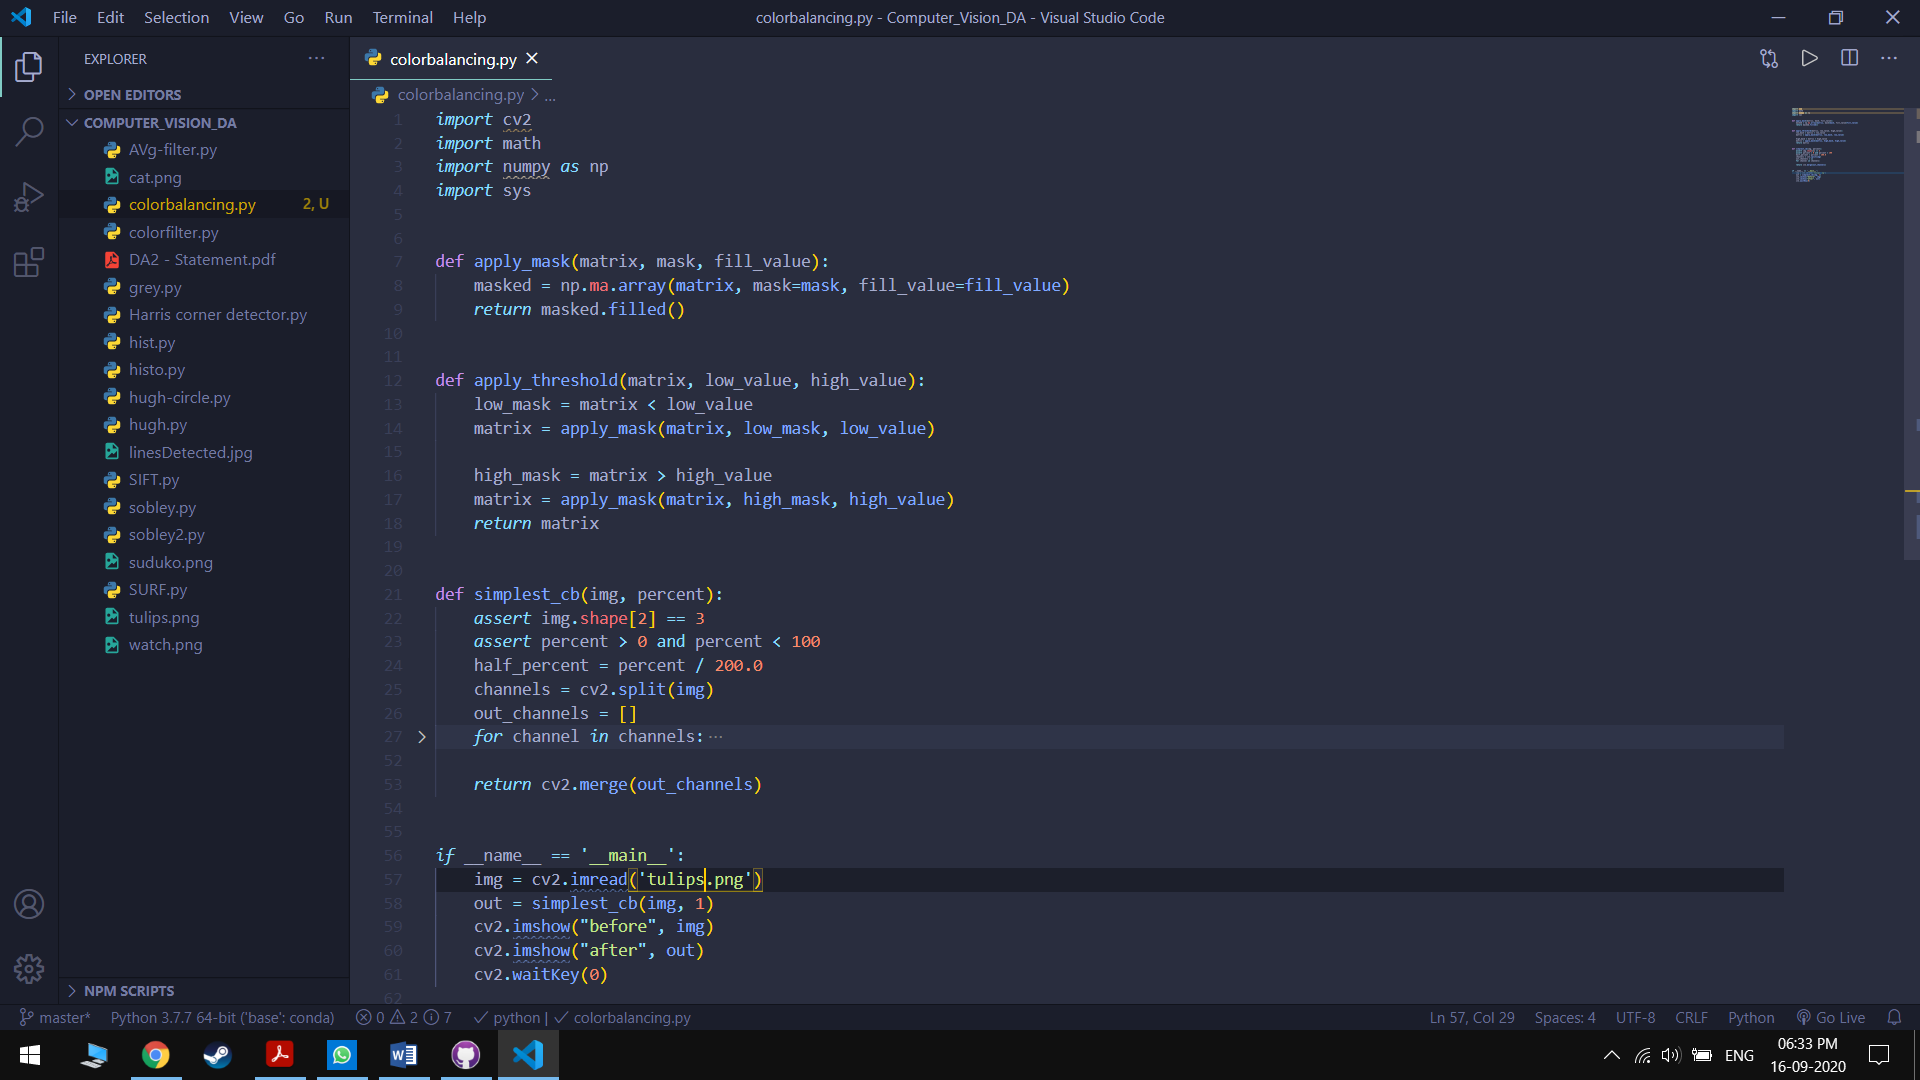 File Edit Selection View Go Run Terminal Help
colorbalancing.py - Computer_Vision_DA - Visual Studio Code
EXPLORER
OPEN EDITORS
COMPUTER_VISION_DA
AVg-filter.py
cat.png
colorbalancing.py 2, U
colorfilter.py
DA2 - Statement.pdf
grey.py
Harris corner detector.py
hist.py
histo.py
hugh-circle.py
hugh.py
linesDetected.jpg
SIFT.py
sobley.py
sobley2.py
suduko.png
SURF.py
tulips.png
watch.png
NPM SCRIPTS
colorbalancing.py
colorbalancing.py > ...
1 import cv2
2 import math
3 import numpy as np
4 import sys
5
6
7 def apply_mask(matrix, mask, fill_value):
8 masked = np.ma.array(matrix, mask=mask, fill_value=fill_value)
9 return masked.filled()
10
11
12 def apply_threshold(matrix, low_value, high_value):
13 low_mask = matrix < low_value
14 matrix = apply_mask(matrix, low_mask, low_value)
15
16 high_mask = matrix > high_value
17 matrix = apply_mask(matrix, high_mask, high_value)
18 return matrix
19
20
21 def simplest_cb(img, percent):
22 assert img.shape[2] == 3
23 assert percent > 0 and percent < 100
24 half_percent = percent / 200.0
25 channels = cv2.split(img)
26 out_channels = []
27 for channel in channels:···
52
53 return cv2.merge(out_channels)
54
55
56 if __name__ == '__main__':
57 img = cv2.imread('tulips.png')
58 out = simplest_cb(img, 1)
59 cv2.imshow("before", img)
60 cv2.imshow("after", out)
61 cv2.waitKey(0)
62
master* Python 3.7.7 64-bit ('base': conda) 0 2 7 python | colorbalancing.py Ln 57, Col 29 Spaces: 4 UTF-8 CRLF Python Go Live
ENG
06:33 PM
16-09-2020